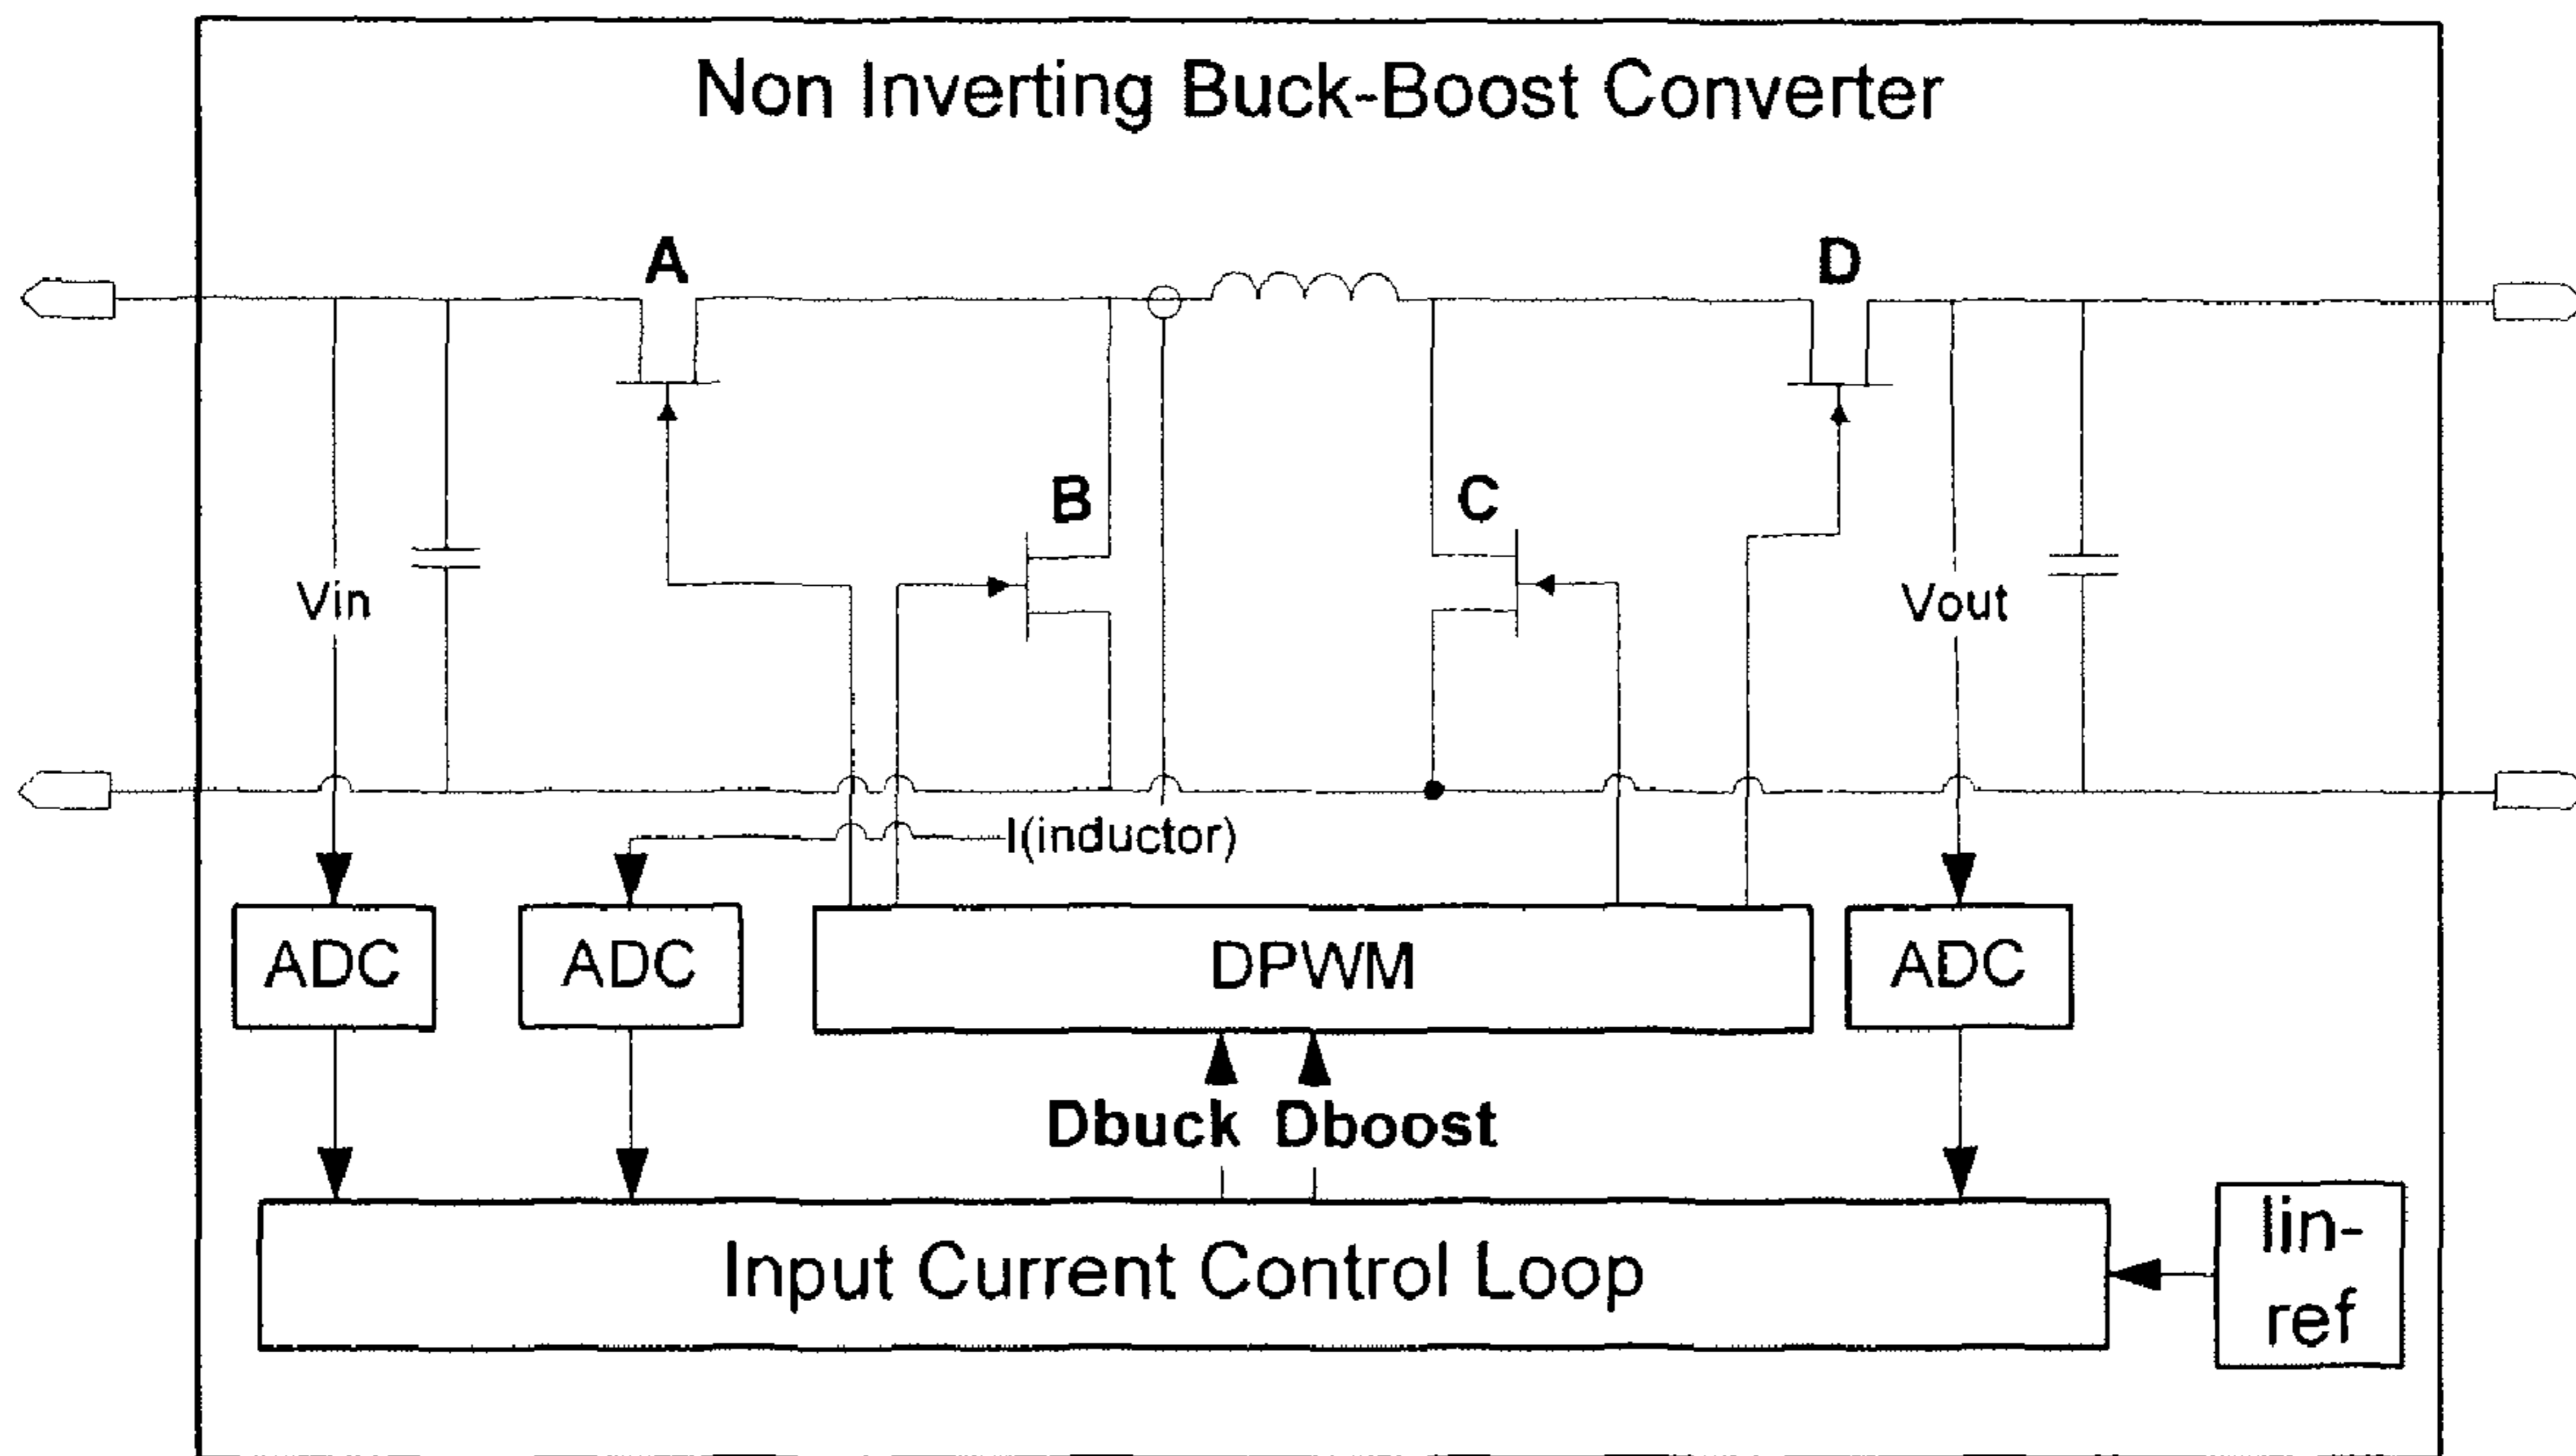 Non Inverting Buck-Boost Converter
A
D
B
C
Vin
Vout
I(inductor)
ADC
ADC
DPWM
ADC
Dbuck Dboost
Input Current Control Loop
Iin-
ref